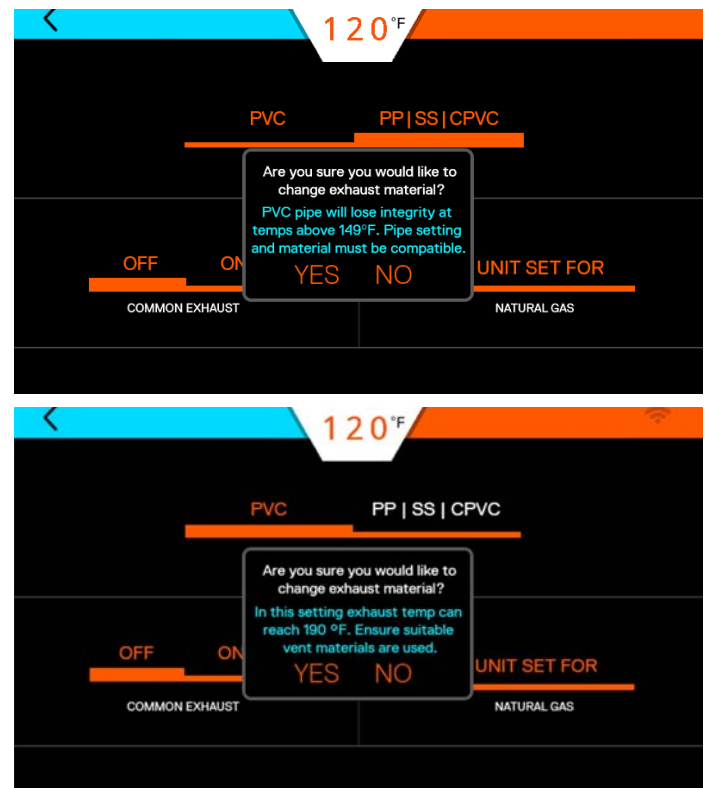 120°F
PVC PP|SS|CPVC
Are you sure you would like to
change exhaust material?
PVC pipe will lose integrity at
temps above 149°F. Pipe setting
and material must be compatible.
YES NO
OFF
UNIT SET FOR
COMMON EXHAUST
NATURAL GAS
120°F
PVC PP | SS | CPVC
Are you sure you would like to
change exhaust material?
In this setting exhaust temp can
reach 190 ºF. Ensure suitable
vent materials are used.
YES NO
OFF
UNIT SET FOR
COMMON EXHAUST
NATURAL GAS